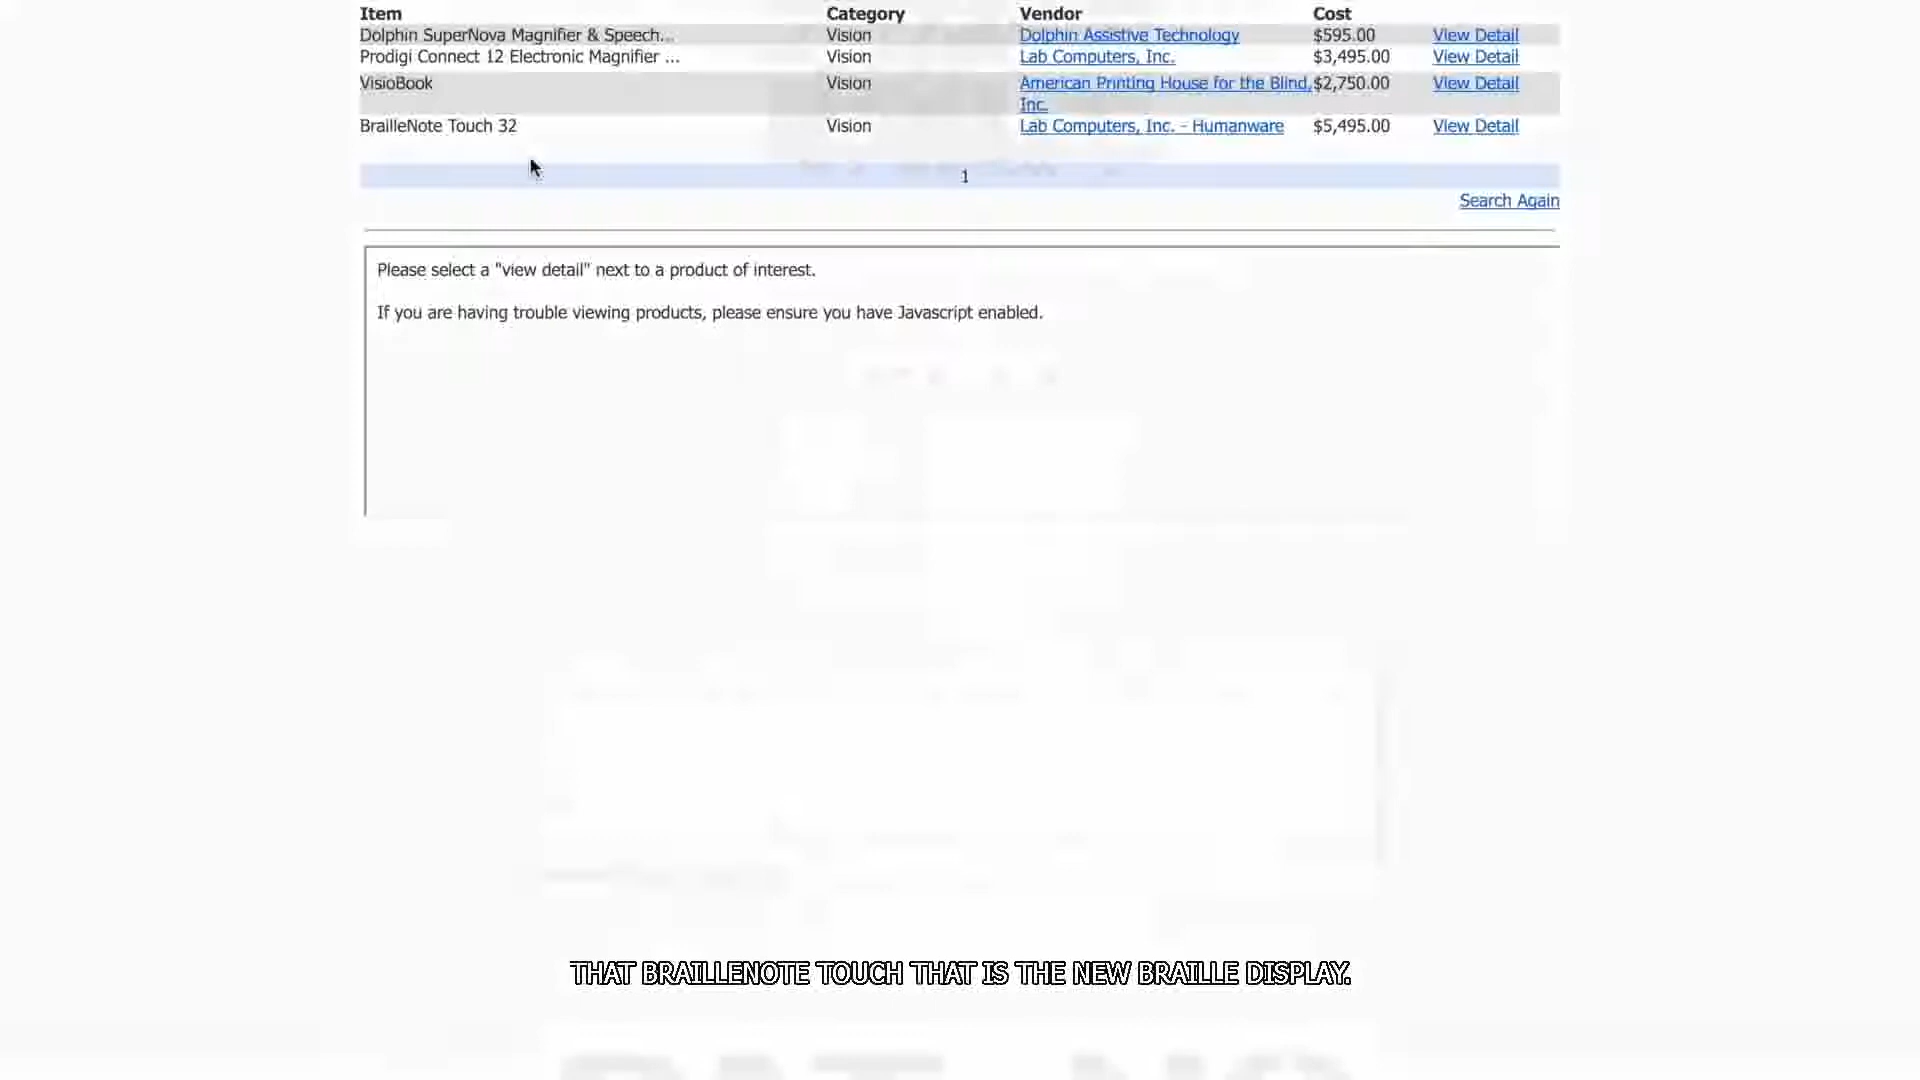 Item Category Vendor Cost
Dolphin SuperNova Magnifier & Speech... Vision Dolphin Assistive Technology $595.00 View Detail
Prodigi Connect 12 Electronic Magnifier ... Vision Lab Computers, Inc. $3,495.00 View Detail
VisioBook Vision American Printing House for the Blind, $2,750.00 View Detail
Inc.
BrailleNote Touch 32 Vision Lab Computers, Inc. - Humanware $5,495.00 View Detail
1
Search Again
Please select a "view detail" next to a product of interest.
If you are having trouble viewing products, please ensure you have Javascript enabled.
THAT BRAILLENOTE TOUCH THAT IS THE NEW BRAILLE DISPLAY.